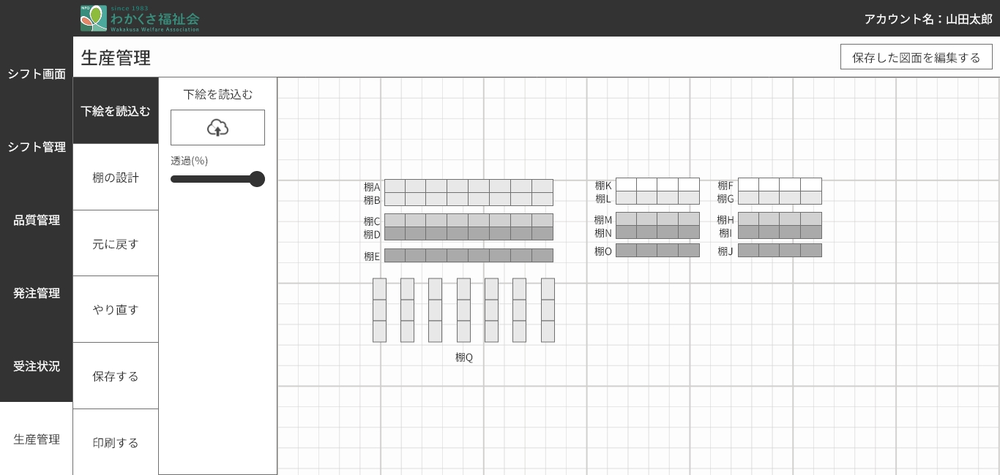 NPO
since 1983
わかくさ福祉会
Wakakusa Welfare Association
アカウント名：山田太郎
生産管理
保存した図面を編集する
シフト画面
シフト管理
品質管理
発注管理
受注状況
生産管理
下絵を読込む
棚の設計
元に戻す
やり直す
保存する
印刷する
下絵を読込む
透過(%)
棚A
棚B
棚C
棚D
棚E
棚K
棚L
棚M
棚N
棚O
棚F
棚G
棚H
棚I
棚J
棚Q